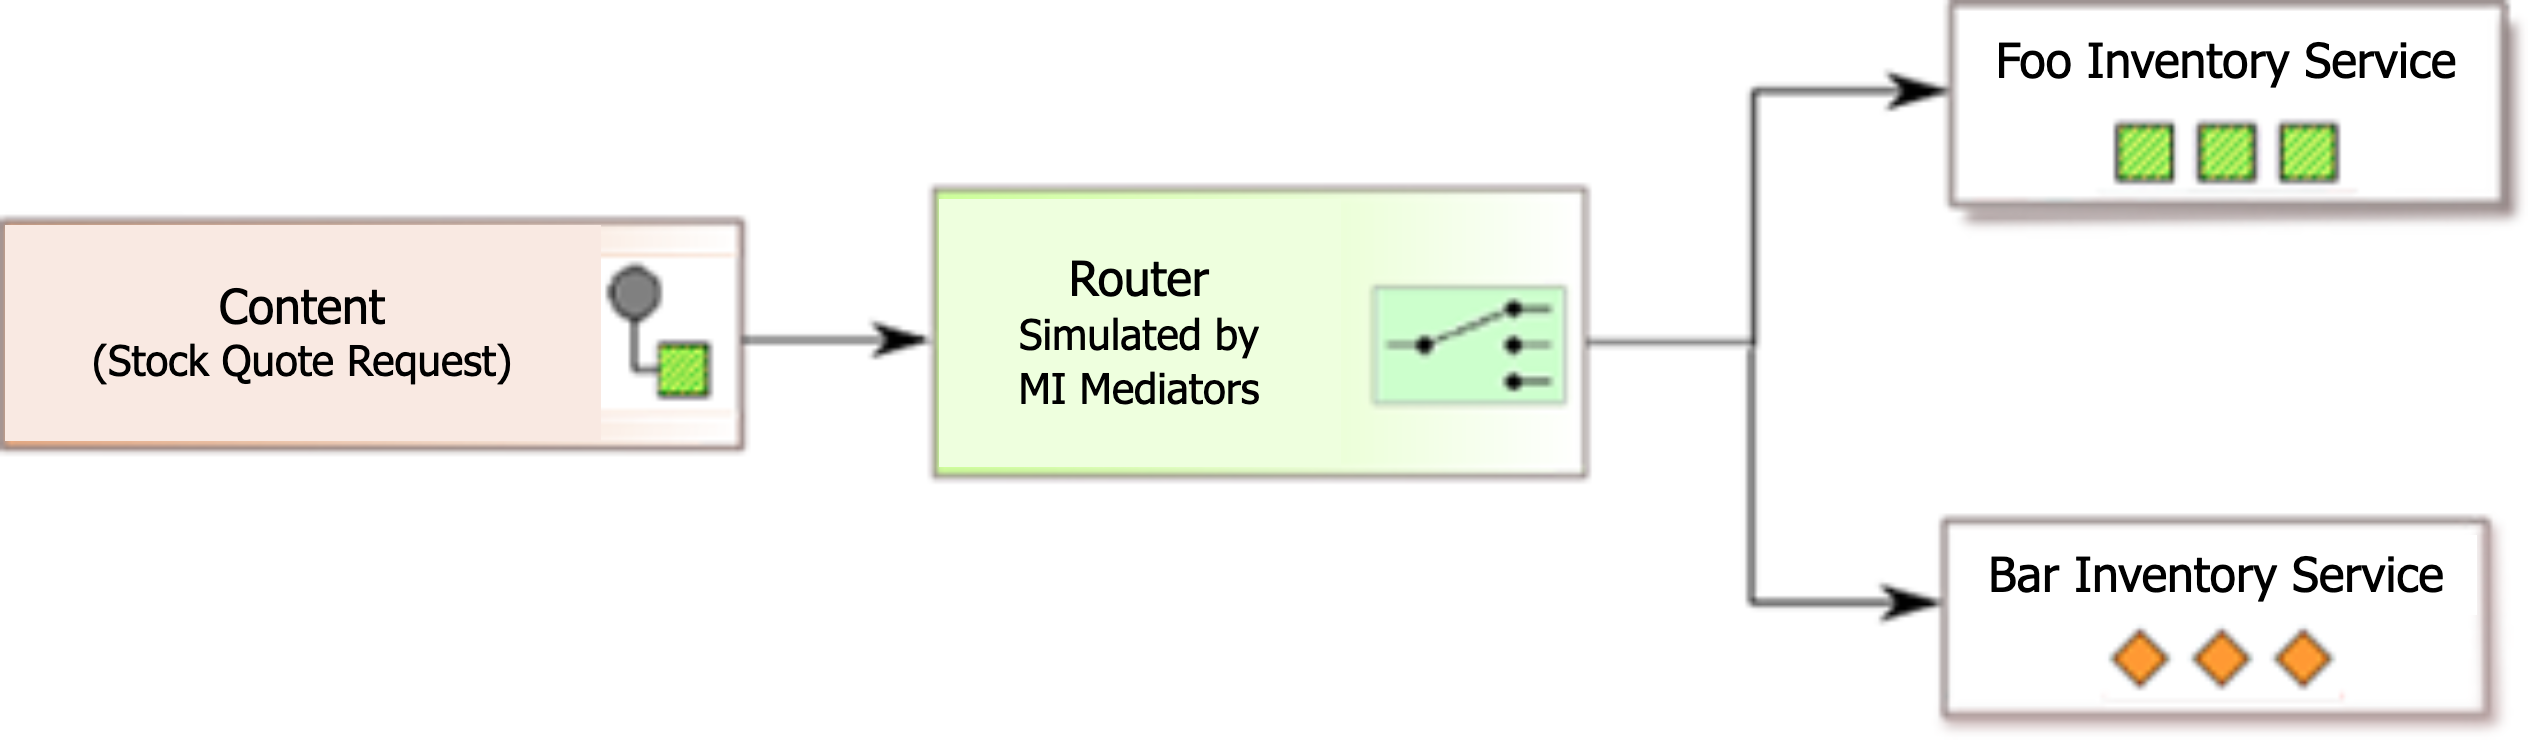 Content
(Stock Quote Request)
Router
Simulated by
MI Mediators
Foo Inventory Service
Bar Inventory Service